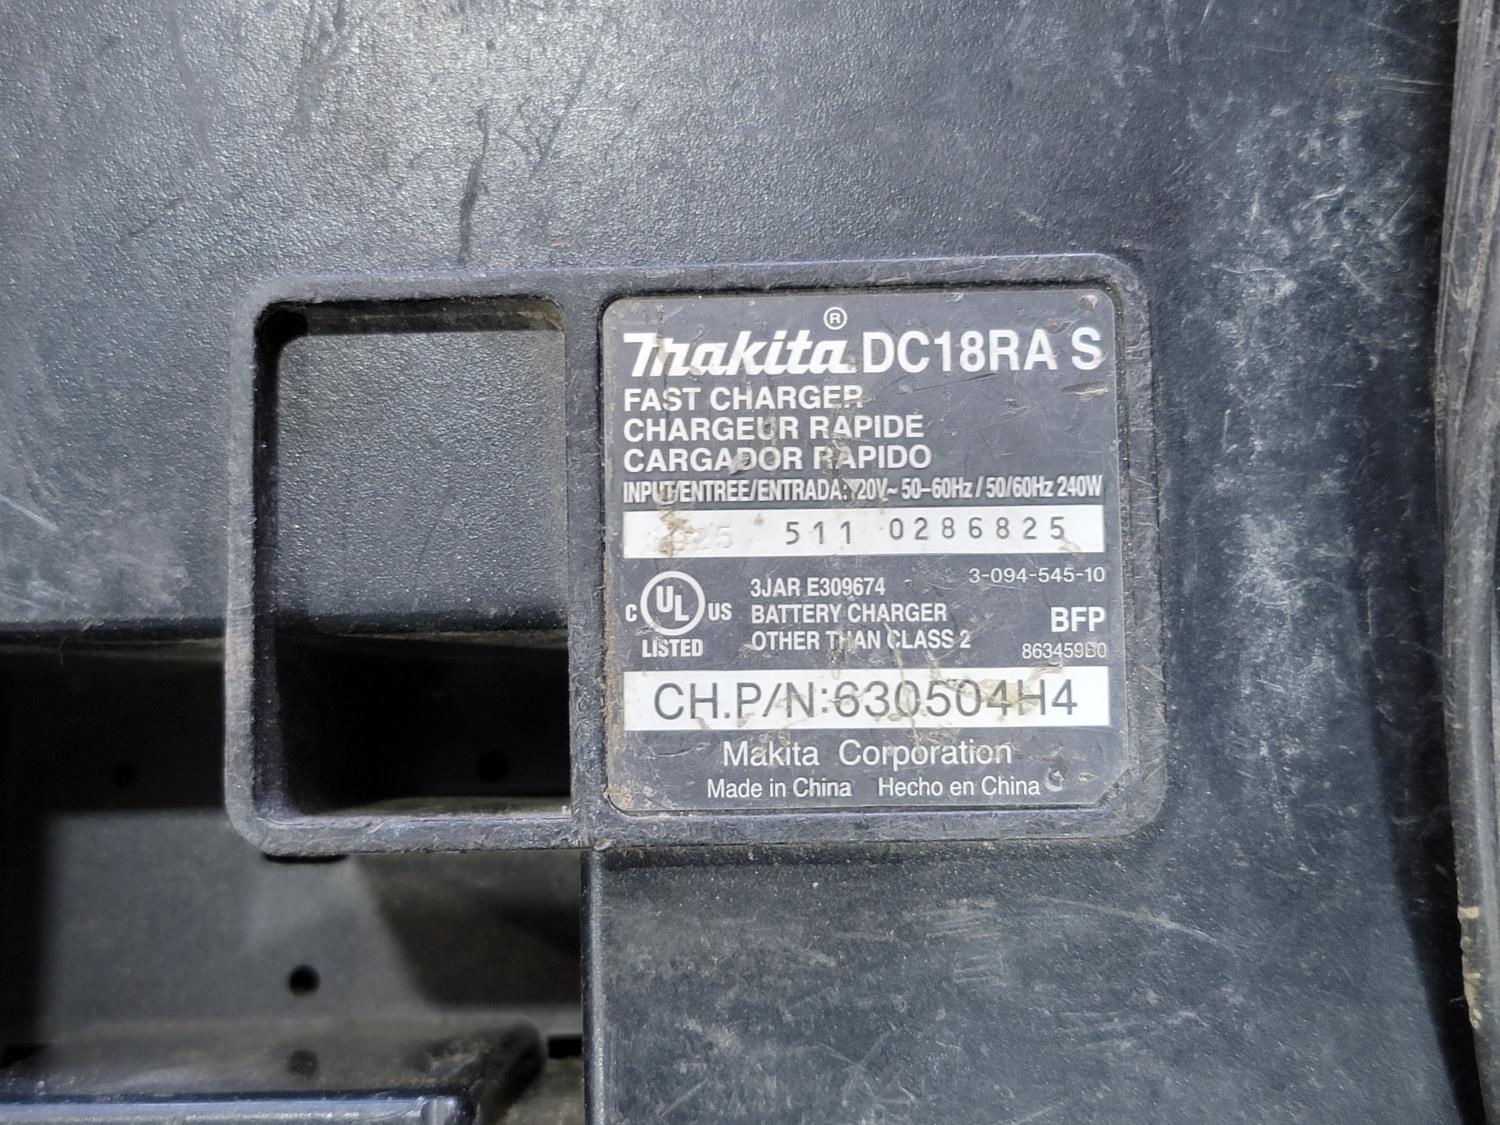 Makita® DC18RA S
FAST CHARGER
CHARGEUR RAPIDE
CARGADOR RAPIDO
INPUT/ENTREE/ENTRADA: 50-60Hz / 50/60Hz 240W
511 0286825
3-094-545-10
C UL US
LISTED
3JAR E309674
BATTERY CHARGER
OTHER THAN CLASS 2
BFP
CH.P/N:630504H4
Makita Corporation
Made in China Hecho en China